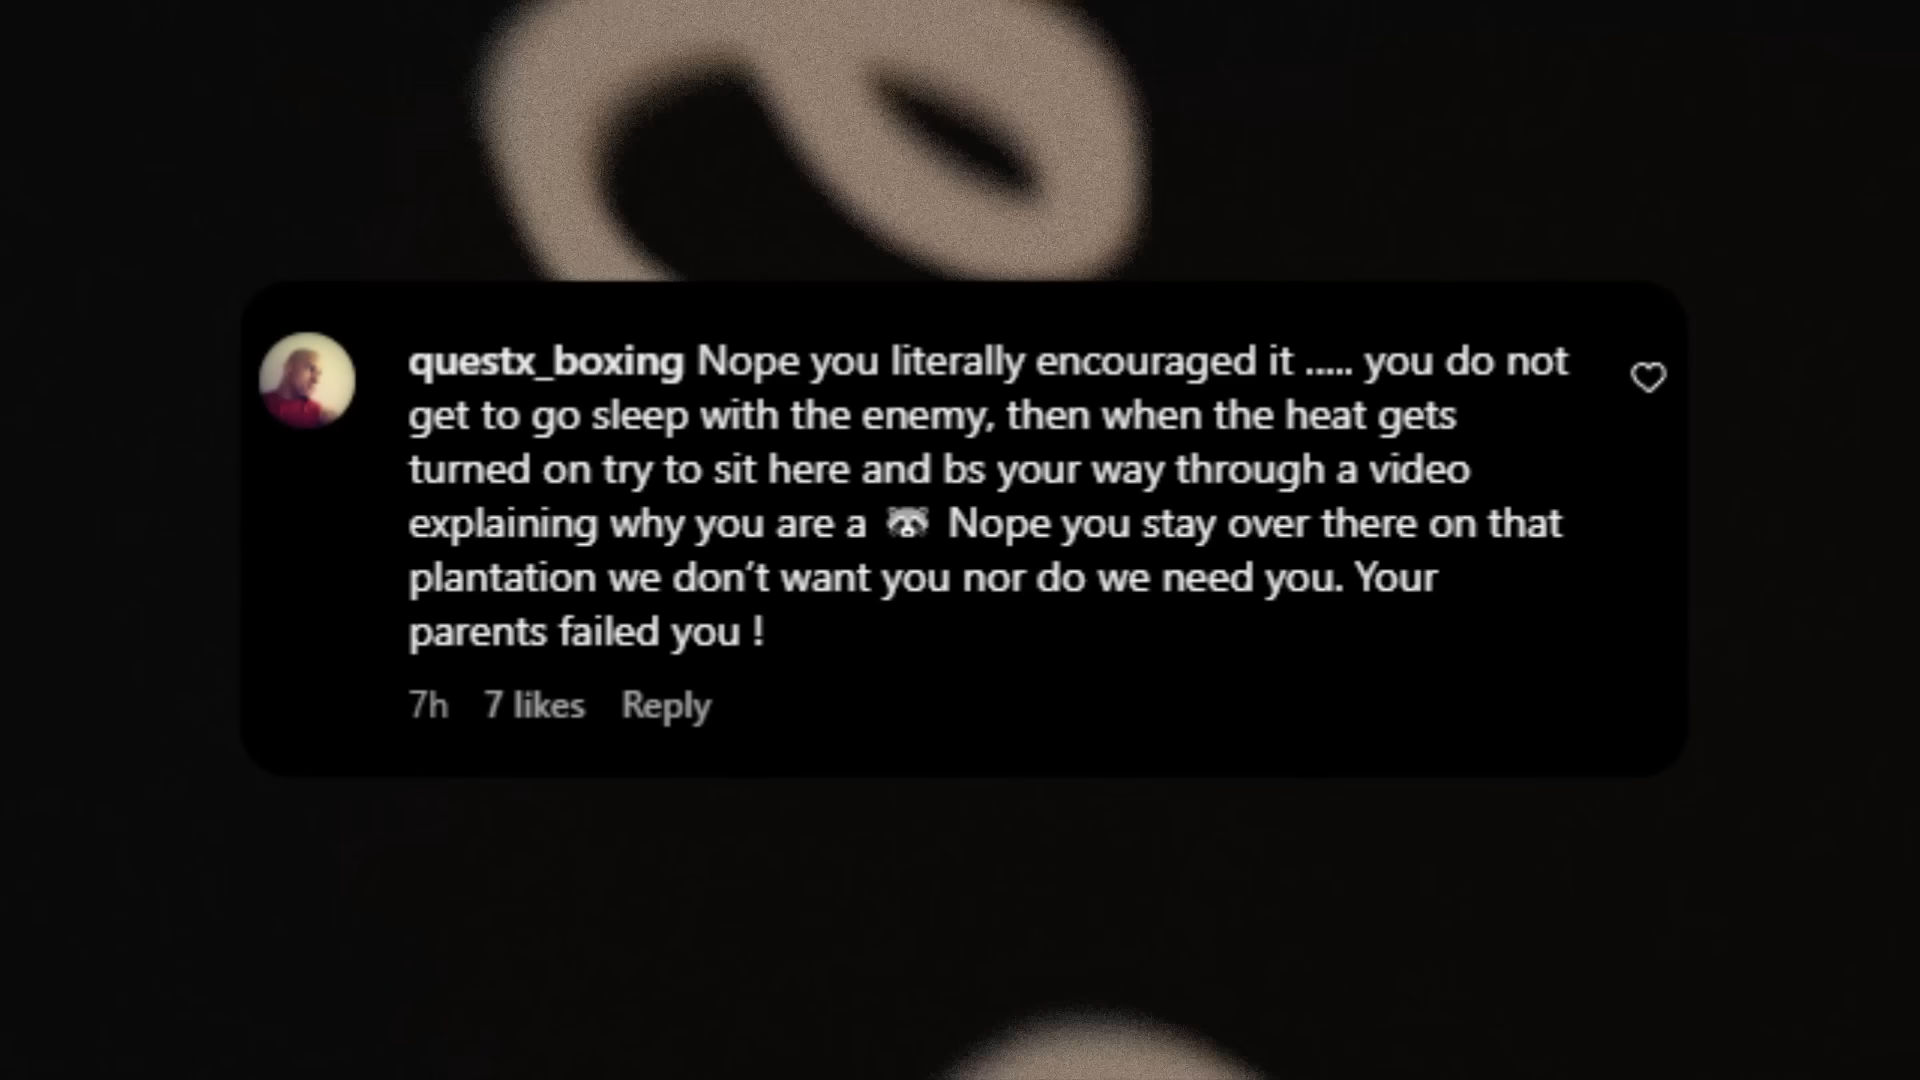 questx_boxing Nope you literally encouraged it ..... you do not
get to go sleep with the enemy, then when the heat gets
turned on try to sit here and bs your way through a video
explaining why you are a 🦝 Nope you stay over there on that
plantation we don’t want you nor do we need you. Your
parents failed you !
7h 7 likes Reply